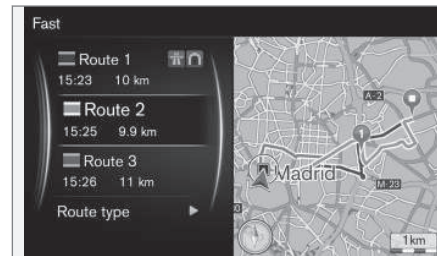 Fast
Route 1
15:23 10 km
Route 2
15:25 9.9 km
Route 3
15:26 11 km
Route type
A-2
1
Madrid
M-23
1km